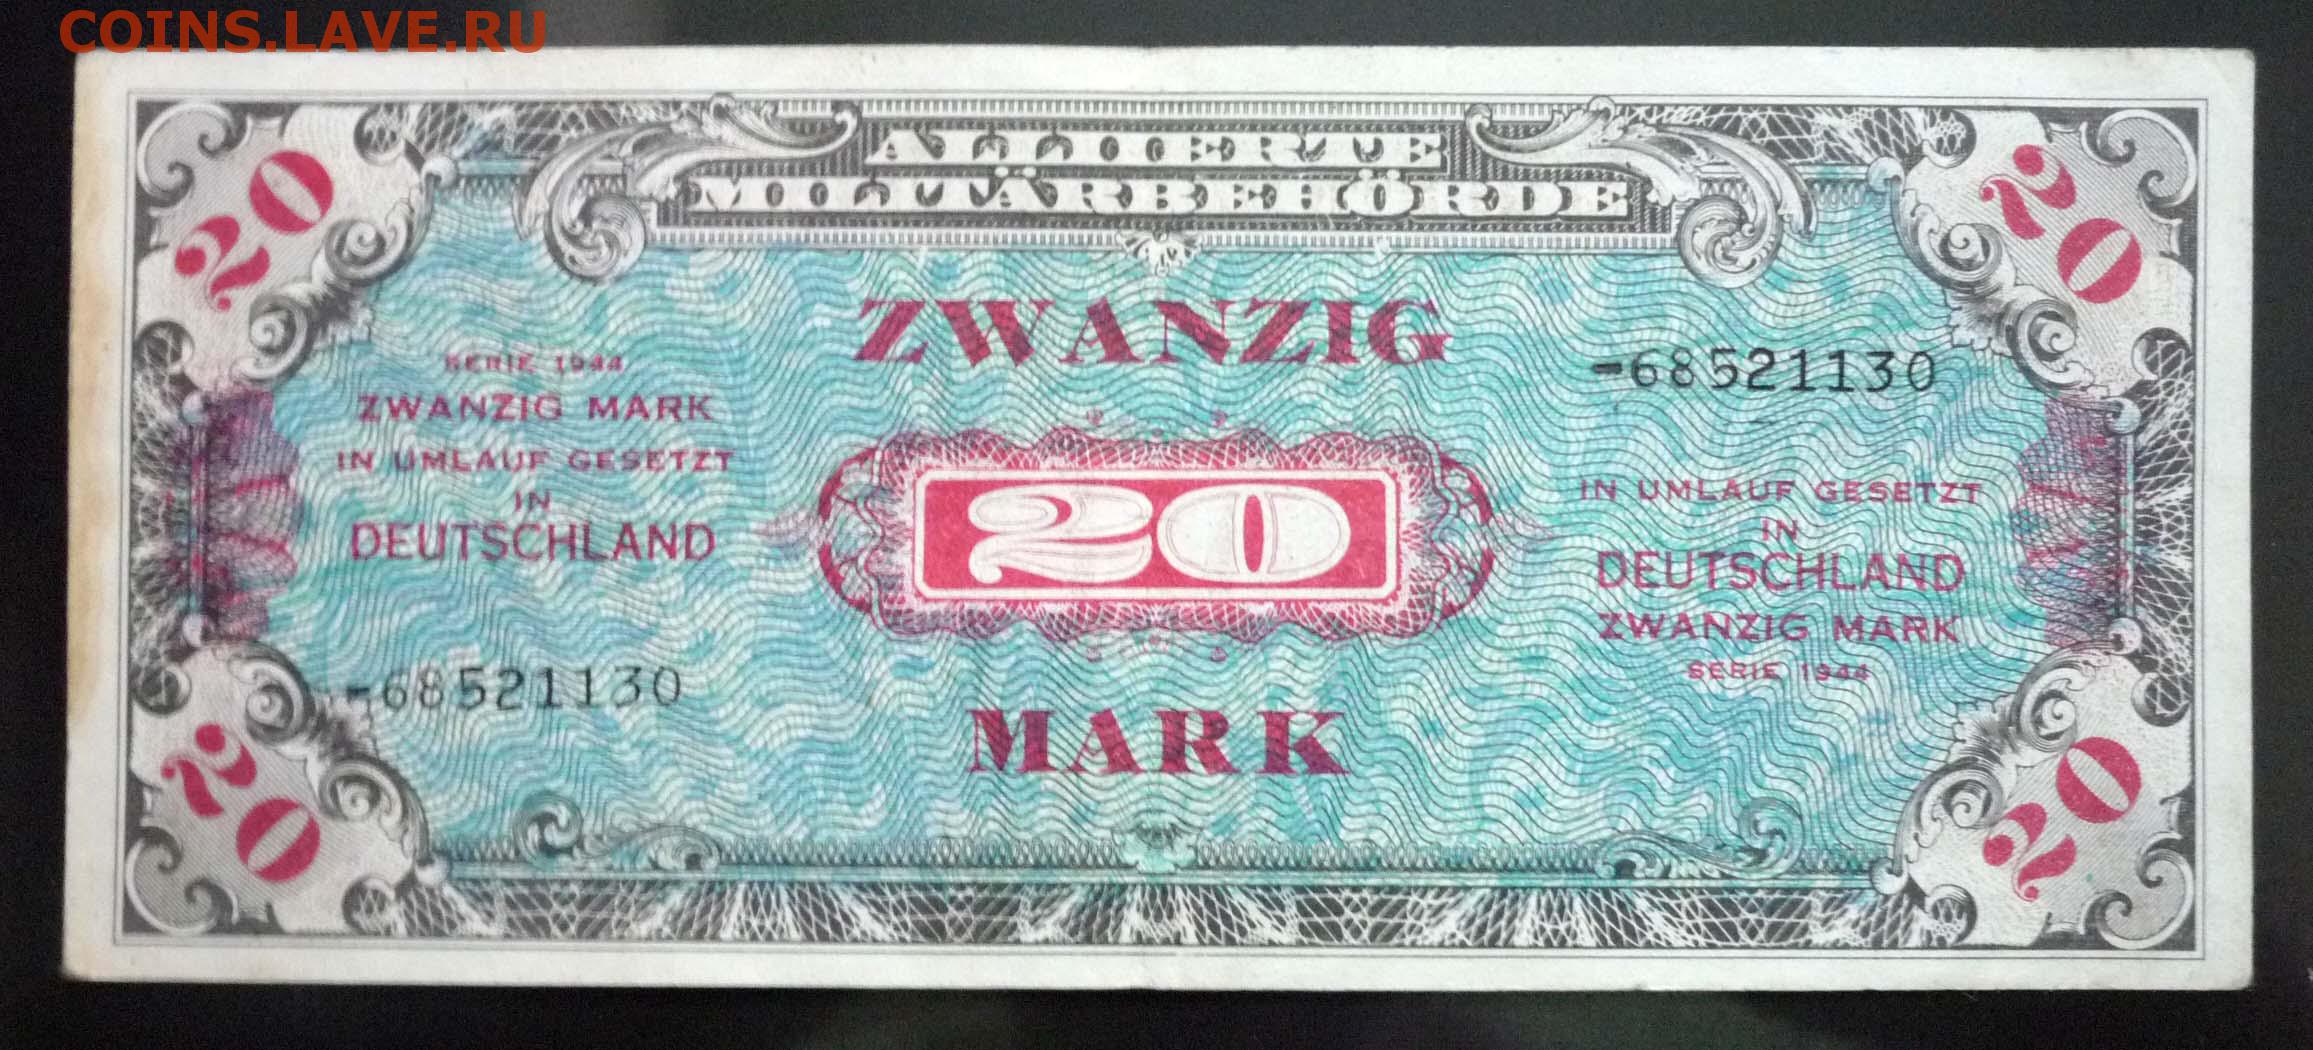 COINS.LAVE.RU
20
20
ALLIIERTE
MILITÄRBEHÖRDE
ZWANZIG
SERIE 1944
ZWANZIG MARK
IN UMLAUF GESETZT
IN
DEUTSCHLAND
-68521130
20
-68521130
IN UMLAUF GESETZT
IN
DEUTSCHLAND
ZWANZIG MARK
SERIE 1944
MARK
20
20